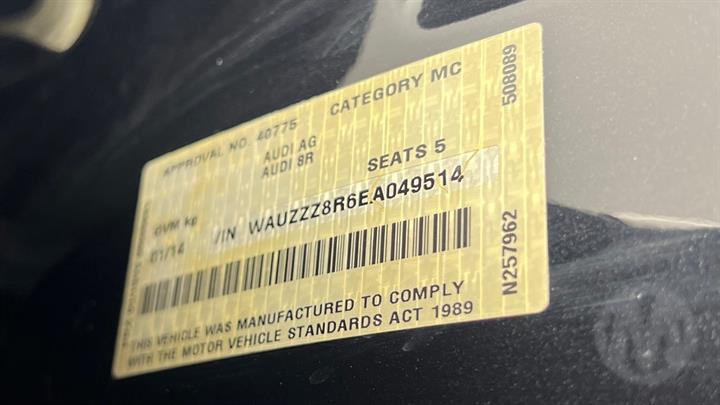 APPROVAL NO. 40775 CATEGORY MC
AUDI AG
AUDI 8R SEATS 5
GVM kg
01/14 VIN WAUZZZ8R6EA049514
THIS VEHICLE WAS MANUFACTURED TO COMPLY
WITH THE MOTOR VEHICLE STANDARDS ACT 1989
508089
N257962